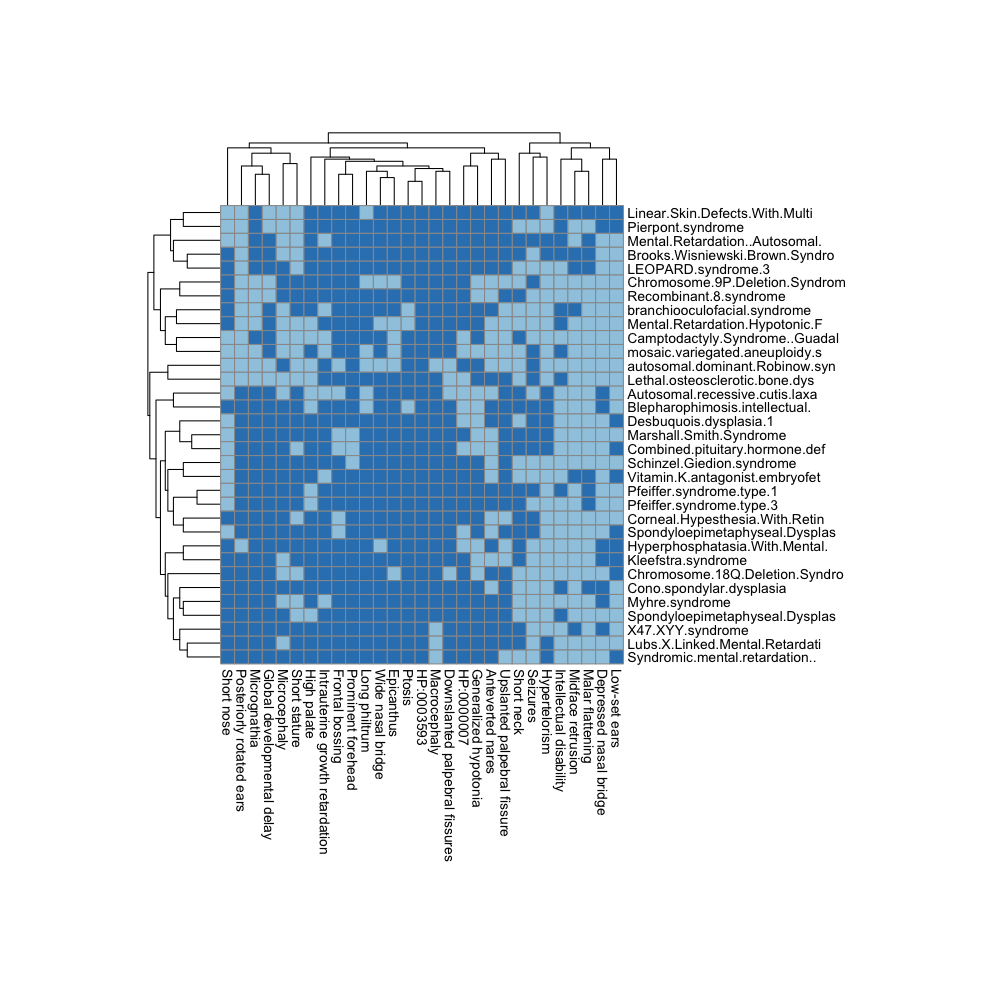 Linear.Skin.Defects.With.Multi
Pierpont.syndrome
Mental.Retardation..Autosomal.
Brooks.Wisniewski.Brown.Syndro
LEOPARD.syndrome.3
Chromosome.9P.Deletion.Syndrom
Recombinant.8.syndrome
branchiooculofacial.syndrome
Mental.Retardation.Hypotonic.F
Camptodactyly.Syndrome..Guadal
mosaic.variegated.aneuploidy.s
autosomal.dominant.Robinow.syn
Lethal.osteosclerotic.bone.dys
Autosomal.recessive.cutis.laxa
Blepharophimosis.intellectual.
Desbuquois.dysplasia.1
Marshall.Smith.Syndrome
Combined.pituitary.hormone.def
Schinzel.Giedion.syndrome
Vitamin.K.antagonist.embryofet
Pfeiffer.syndrome.type.1
Pfeiffer.syndrome.type.3
Corneal.Hypesthesia.With.Retin
Spondyloepimetaphyseal.Dysplas
Hyperphosphatasia.With.Mental.
Kleefstra.syndrome
Chromosome.18Q.Deletion.Syndro
Cono.spondylar.dysplasia
Myhre.syndrome
Spondyloepimetaphyseal.Dysplas
X47.XYY.syndrome
Lubs.X.Linked.Mental.Retardati
Syndromic.mental.retardation..
Short nose
Posteriorly rotated ears
Micrognathia
Global developmental delay
Microcephaly
Short stature
High palate
Intrauterine growth retardation
Frontal bossing
Prominent forehead
Long philtrum
Wide nasal bridge
Epicanthus
Ptosis
HP:0003593
Macrocephaly
Downslanted palpebral fissures
HP:0000007
Generalized hypotonia
Anteverted nares
Upslanted palpebral fissure
Short neck
Seizures
Hypertelorism
Intellectual disability
Midface retrusion
Malar flattening
Depressed nasal bridge
Low-set ears